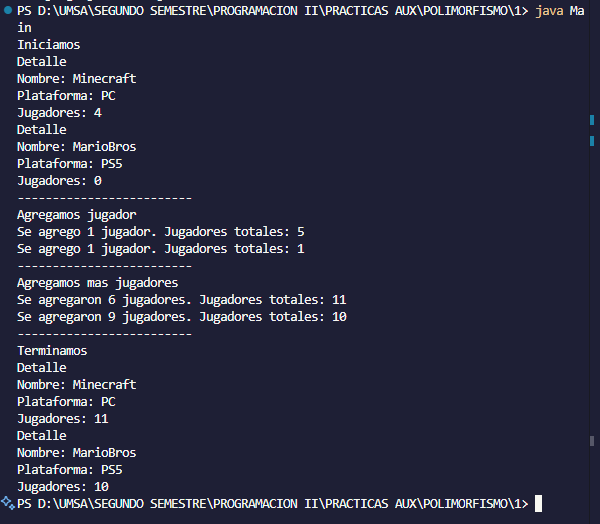 PS D:\UMSA\SEGUNDO SEMESTRE\PROGRAMACION II\PRACTICAS AUX\POLIMORFISMO\1> java Ma
in
Iniciamos
Detalle
Nombre: Minecraft
Plataforma: PC
Jugadores: 4
Detalle
Nombre: MarioBros
Plataforma: PS5
Jugadores: 0
-------------------------
Agregamos jugador
Se agrego 1 jugador. Jugadores totales: 5
Se agrego 1 jugador. Jugadores totales: 1
-------------------------
Agregamos mas jugadores
Se agregaron 6 jugadores. Jugadores totales: 11
Se agregaron 9 jugadores. Jugadores totales: 10
-------------------------
Terminamos
Detalle
Nombre: Minecraft
Plataforma: PC
Jugadores: 11
Detalle
Nombre: MarioBros
Plataforma: PS5
Jugadores: 10
PS D:\UMSA\SEGUNDO SEMESTRE\PROGRAMACION II\PRACTICAS AUX\POLIMORFISMO\1>